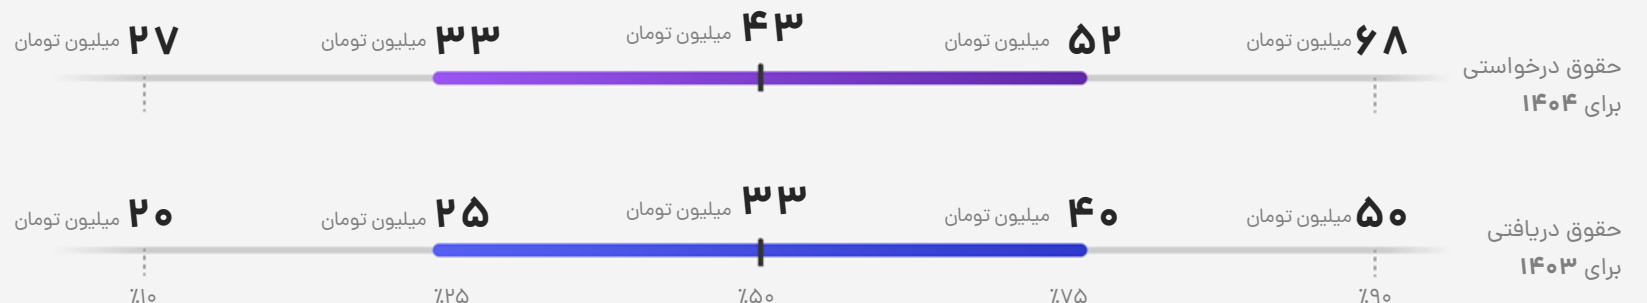 حقوق درخواستی
برای ۱۴۰۴
۶۸ میلیون تومان
۵۲ میلیون تومان
۴۳ میلیون تومان
۳۳ میلیون تومان
۲۷ میلیون تومان
حقوق دریافتی
برای ۱۴۰۳
۵۰ میلیون تومان
۴۰ میلیون تومان
۳۳ میلیون تومان
۲۵ میلیون تومان
۲۰ میلیون تومان
٪۹۰
٪۷۵
٪۵۰
٪۲۵
٪۱۰